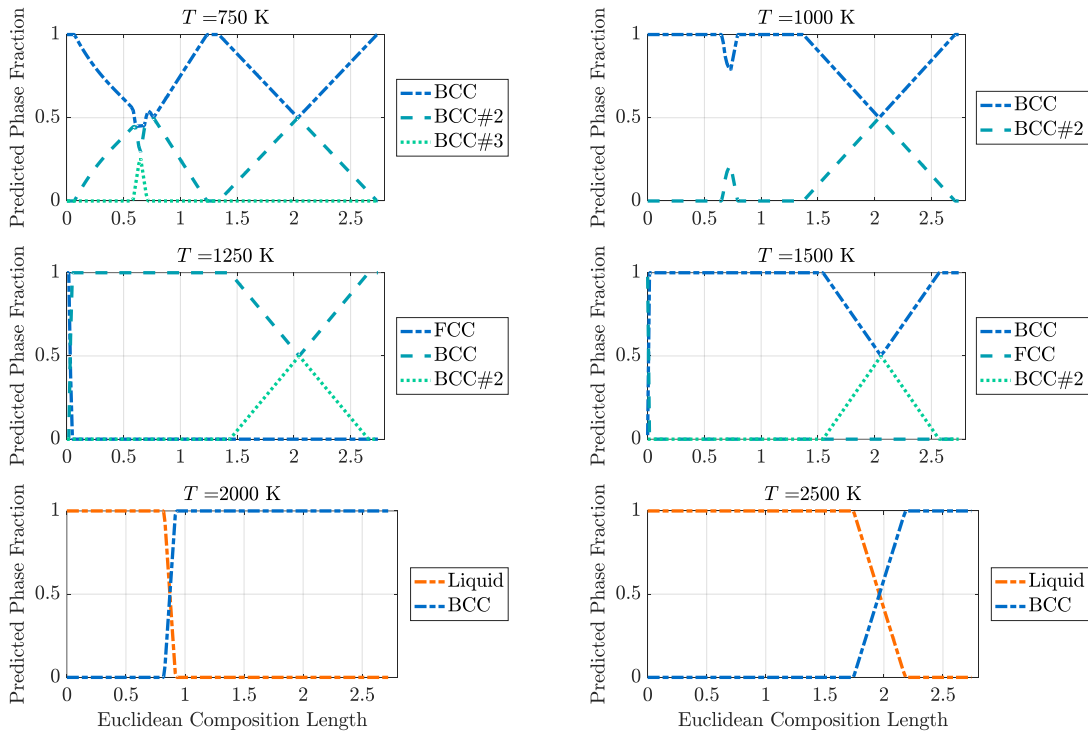 T =750 K
Predicted Phase Fraction
1
0.5
0
0 0.5 1 1.5 2 2.5
BCC
BCC#2
BCC#3
T =1000 K
Predicted Phase Fraction
1
0.5
0
0 0.5 1 1.5 2 2.5
BCC
BCC#2
T =1250 K
Predicted Phase Fraction
1
0.5
0
0 0.5 1 1.5 2 2.5
FCC
BCC
BCC#2
T =1500 K
Predicted Phase Fraction
1
0.5
0
0 0.5 1 1.5 2 2.5
BCC
FCC
BCC#2
T =2000 K
Predicted Phase Fraction
1
0.5
0
0 0.5 1 1.5 2 2.5
Euclidean Composition Length
Liquid
BCC
T =2500 K
Predicted Phase Fraction
1
0.5
0
0 0.5 1 1.5 2 2.5
Euclidean Composition Length
Liquid
BCC